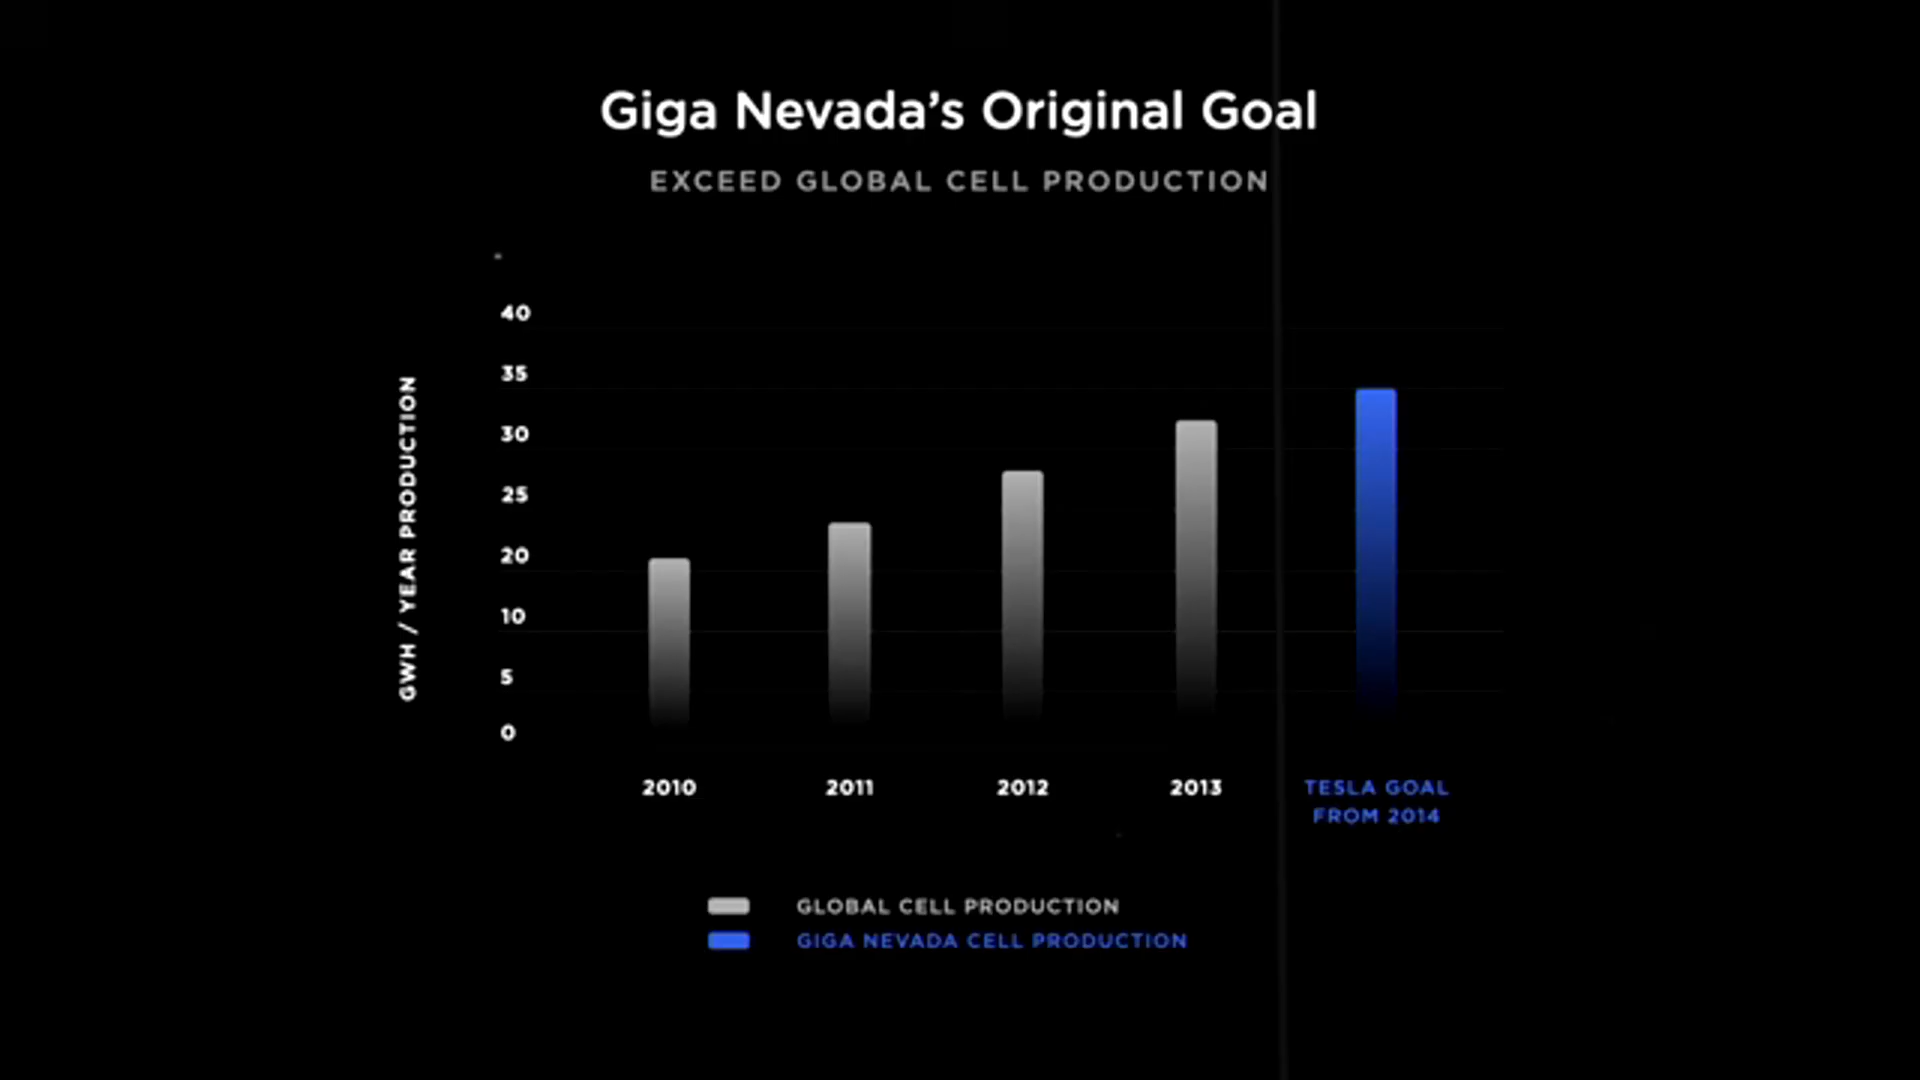 Giga Nevada's Original Goal
EXCEED GLOBAL CELL PRODUCTION
GWH / YEAR PRODUCTION
40
35
30
25
20
10
5
0
2010
2011
2012
2013
TESLA GOAL
FROM 2014
GLOBAL CELL PRODUCTION
GIGA NEVADA CELL PRODUCTION